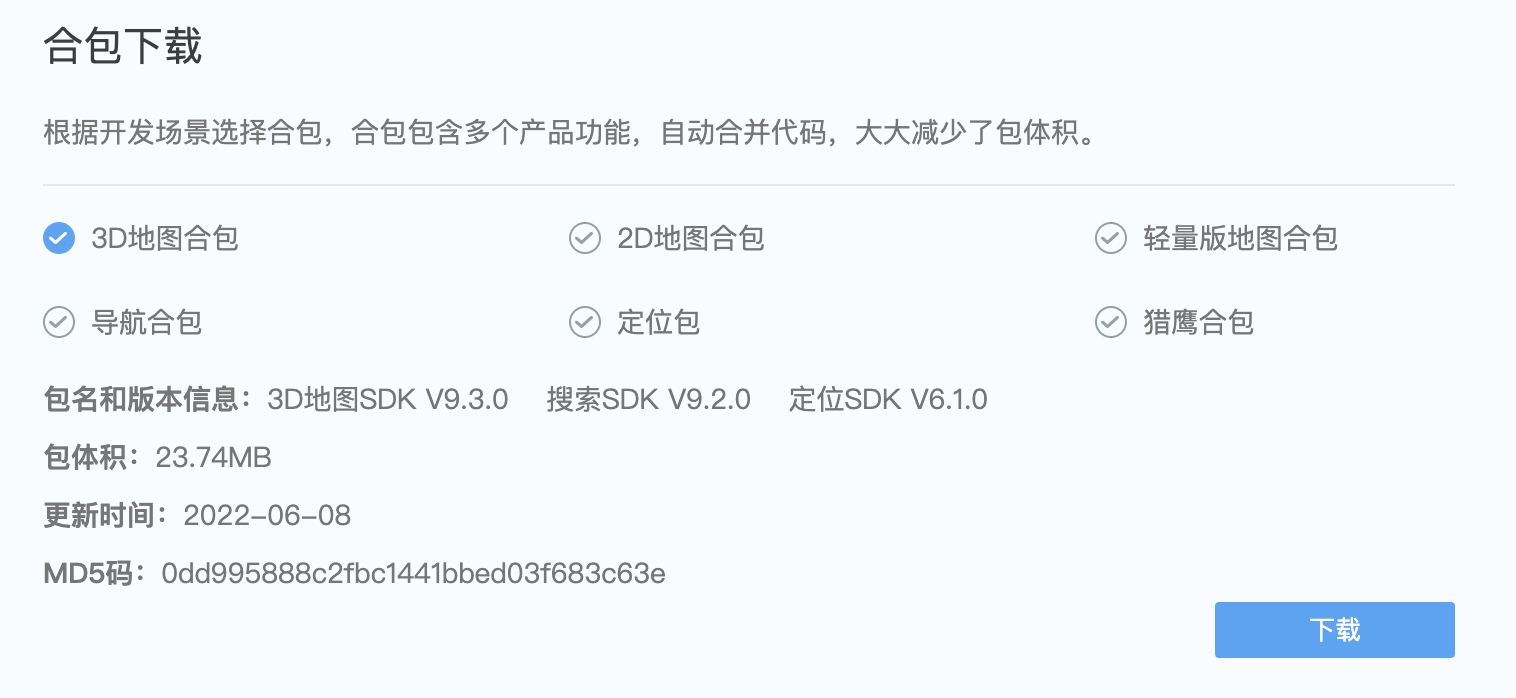 合包下载
根据开发场景选择合包，合包包含多个产品功能，自动合并代码，大大减少了包体积。
3D地图合包 2D地图合包 轻量版地图合包
导航合包 定位包 猎鹰合包
包名和版本信息：3D地图SDK V9.3.0 搜索SDK V9.2.0 定位SDK V6.1.0
包体积：23.74MB
更新时间：2022-06-08
MD5码：0dd995888c2fbc1441bbed03f683c63e
下载